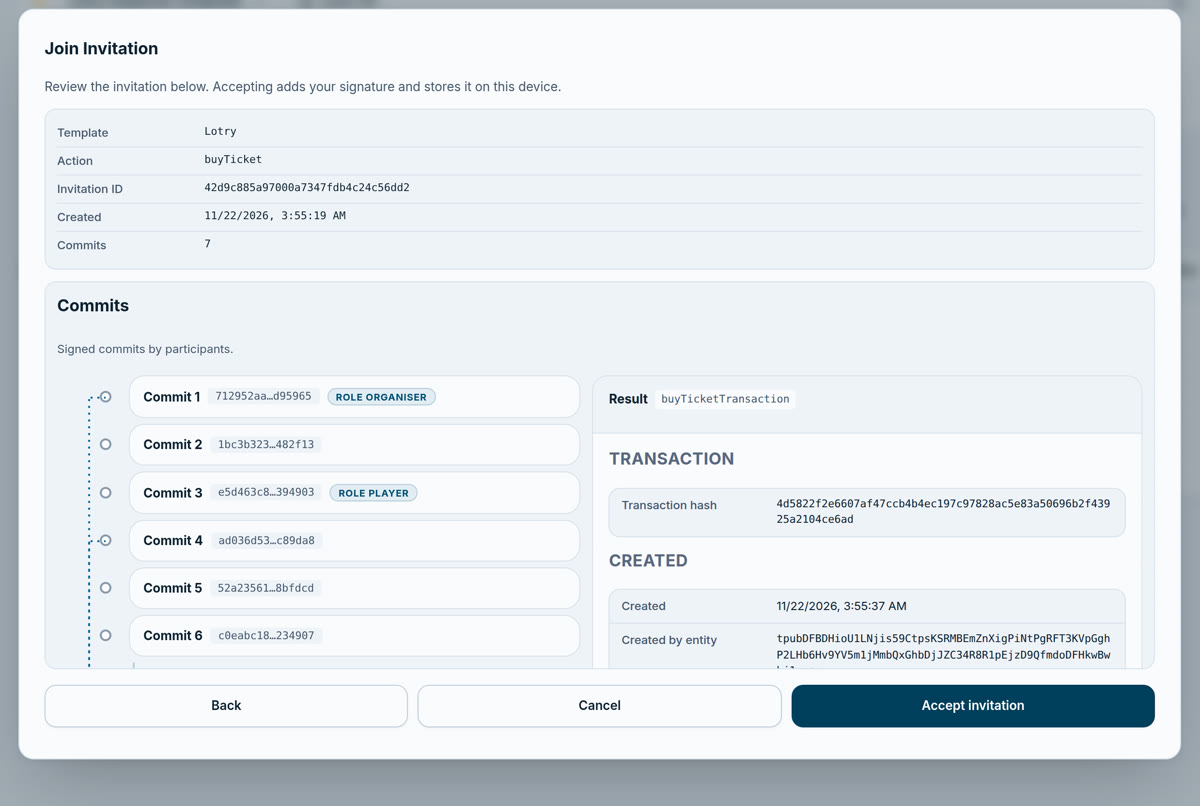 Join Invitation
Review the invitation below. Accepting adds your signature and stores it on this device.
Template Lotry
Action buyTicket
Invitation ID 42d9c885a97000a7347fdb4c24c56dd2
Created 11/22/2026, 3:55:19 AM
Commits 7
Commits
Signed commits by participants.
Commit 1 712952aa…d95965 ROLE ORGANISER
Commit 2 1bc3b323…482f13
Commit 3 e5d463c8…394903 ROLE PLAYER
Commit 4 ad036d53…c89da8
Commit 5 52a23561…8bfdcd
Commit 6 c0eabc18…234907
Result buyTicketTransaction
TRANSACTION
Transaction hash 4d5822f2e6607af47ccb4b4ec197c97828ac5e83a50696b2f439
25a2104ce6ad
CREATED
Created 11/22/2026, 3:55:37 AM
Created by entity tpubDFBDHioU1LNjis59CtpsKSRMBEmZnXigPiNtPgRFT3KVpGgh
P2LHb6Hv9YV5m1jMmbQxGhbDjJZC34R8R1pEjzD9QfmdoDFHkwBw
Back
Cancel
Accept invitation